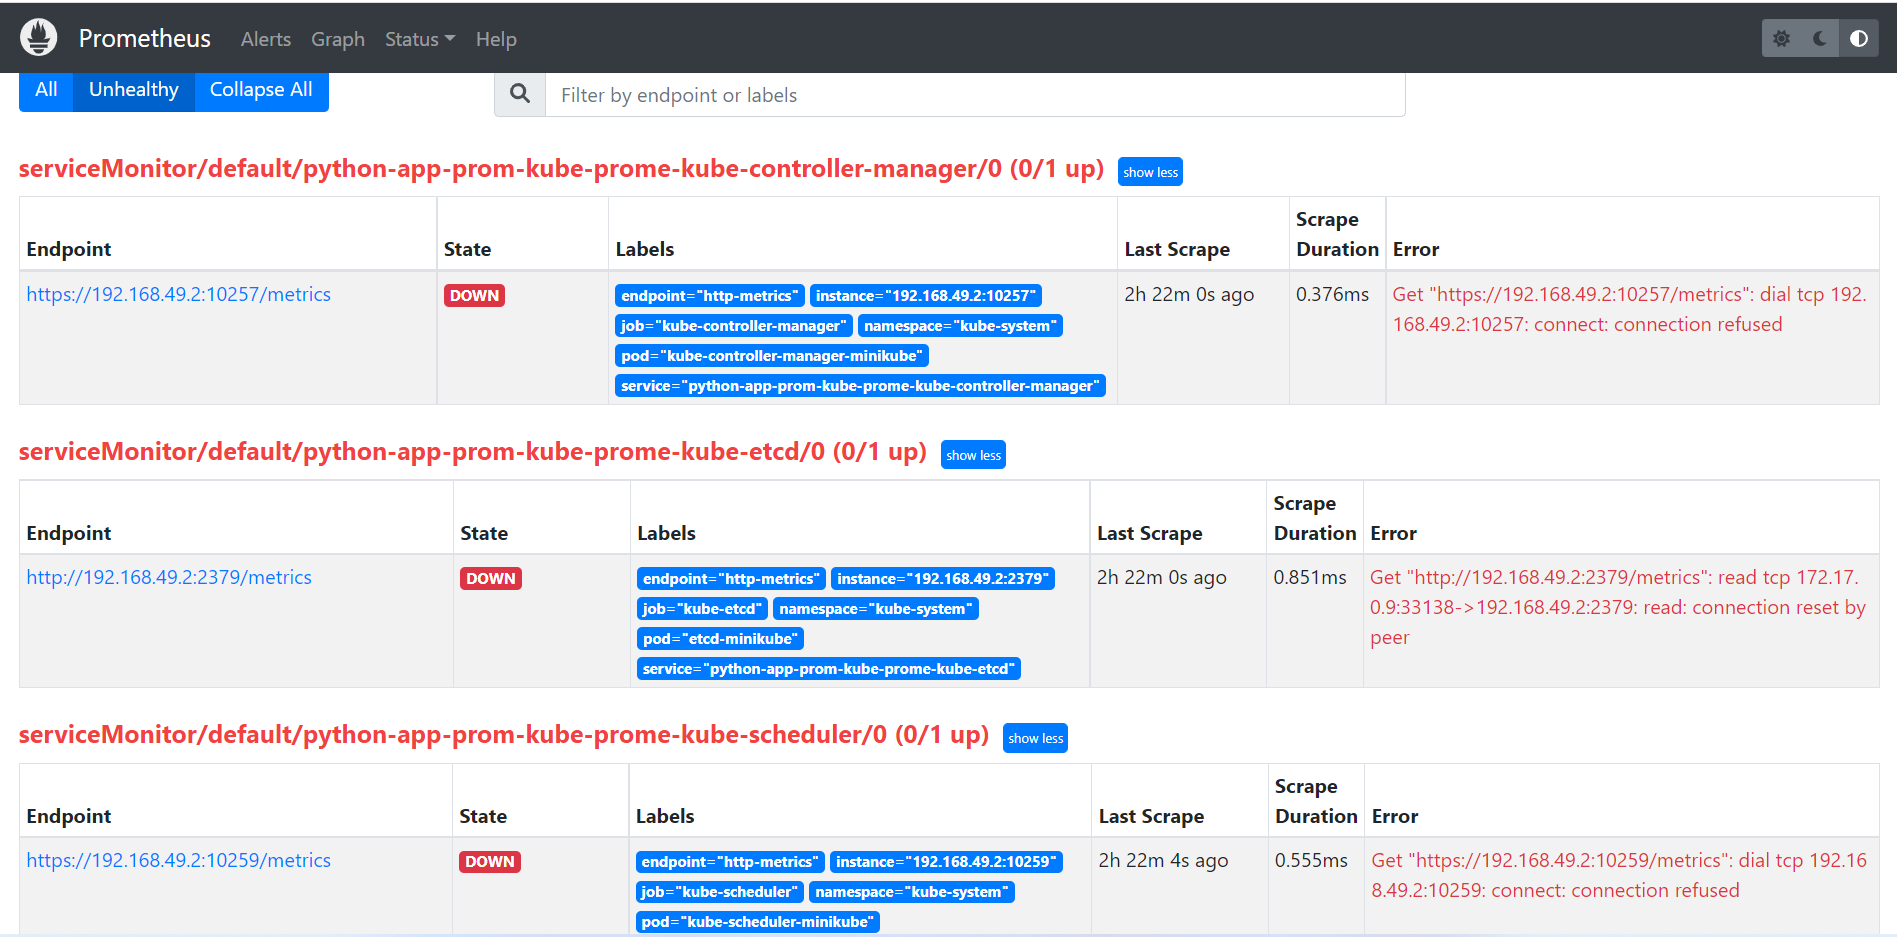 Prometheus Alerts Graph Status Help
All Unhealthy Collapse All Filter by endpoint or labels
serviceMonitor/default/python-app-prom-kube-prome-kube-controller-manager/0 (0/1 up) show less
Endpoint State Labels Last Scrape Scrape Duration Error
https://192.168.49.2:10257/metrics DOWN endpoint="http-metrics" instance="192.168.49.2:10257" 2h 22m 0s ago 0.376ms Get "https://192.168.49.2:10257/metrics": dial tcp 192.
job="kube-controller-manager" namespace="kube-system" 168.49.2:10257: connect: connection refused
pod="kube-controller-manager-minikube"
service="python-app-prom-kube-prome-kube-controller-manager"
serviceMonitor/default/python-app-prom-kube-prome-kube-etcd/0 (0/1 up) show less
Endpoint State Labels Last Scrape Scrape Duration Error
http://192.168.49.2:2379/metrics DOWN endpoint="http-metrics" instance="192.168.49.2:2379" 2h 22m 0s ago 0.851ms Get "http://192.168.49.2:2379/metrics": read tcp 172.17.
job="kube-etcd" namespace="kube-system" 0.9:33138->192.168.49.2:2379: read: connection reset by
pod="etcd-minikube" peer
service="python-app-prom-kube-prome-kube-etcd"
serviceMonitor/default/python-app-prom-kube-prome-kube-scheduler/0 (0/1 up) show less
Endpoint State Labels Last Scrape Scrape Duration Error
https://192.168.49.2:10259/metrics DOWN endpoint="http-metrics" instance="192.168.49.2:10259" 2h 22m 4s ago 0.555ms Get "https://192.168.49.2:10259/metrics": dial tcp 192.16
job="kube-scheduler" namespace="kube-system" 8.49.2:10259: connect: connection refused
pod="kube-scheduler-minikube"